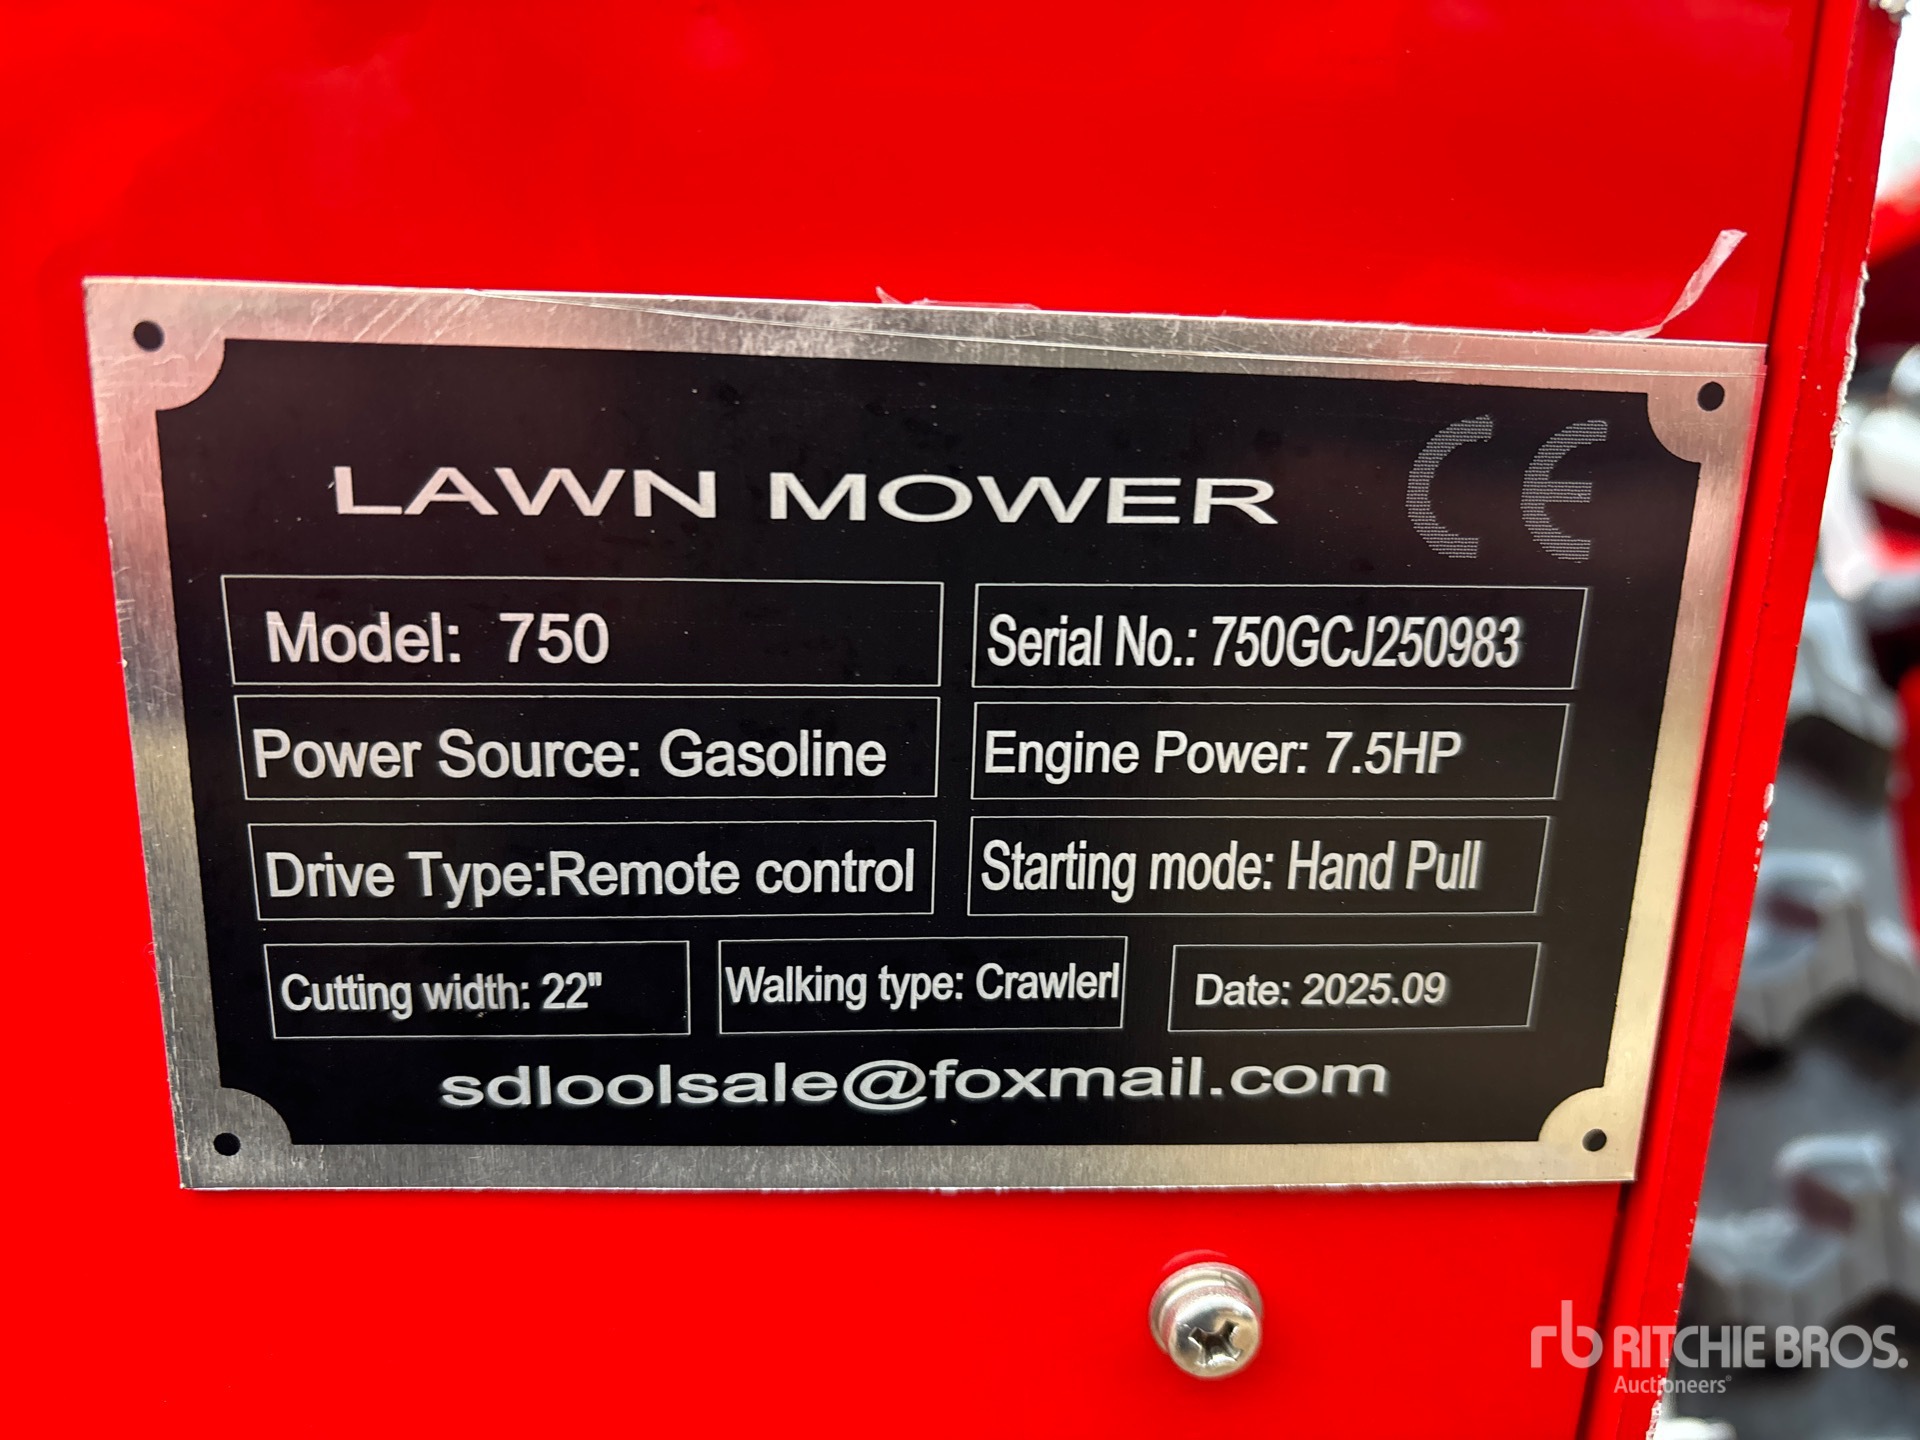 LAWN MOWER CE
Model: 750
Serial No.: 750GCJ250983
Power Source: Gasoline
Engine Power: 7.5HP
Drive Type:Remote control
Starting mode: Hand Pull
Cutting width: 22"
Walking type: Crawlerl
Date: 2025.09
sdloolsale@foxmail.com
rb RITCHIE BROS.
Auctioneers®